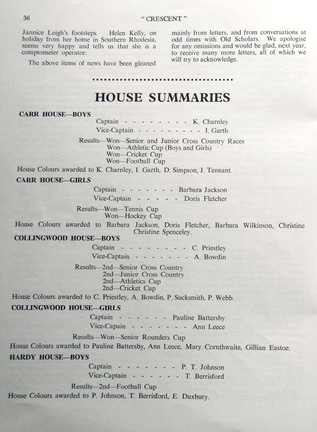 36 "CRESCENT"
Jannice Leigh's footsteps. Helen Kelly, on
holiday from her home in Southern Rhodesia,
seems very happy and tells us that she is a
comptometer operator.
The above items of news have been gleaned
mainly from letters, and from conversations at
odd times with Old Scholars. We apologise
for any omissions and would be glad, next year,
to receive many more letters, all of which we
will try to acknowledge.
HOUSE SUMMARIES
CARR HOUSE—BOYS
Captain - - - - - - - - K. Charnley
Vice-Captain - - - - - - - I. Garth
Results—Won—Senior and Junior Cross Country Races
Won—Athletic Cup (Boys and Girls)
Won—Cricket Cup
Won—Football Cup
House Colours awarded to K. Charnley, I. Garth, D. Simpson, J. Tennant.
CARR HOUSE—GIRLS
Captain - - - - - - - Barbara Jackson
Vice-Captain - - - - - Doris Fletcher
Results—Won—Tennis Cup
Won—Hockey Cup
House Colours awarded to Barbara Jackson, Doris Fletcher, Barbara Wilkinson, Christine
Christine Spenceley.
COLLINGWOOD HOUSE—BOYS
Captain - - - - - - - - C. Priestley
Vice-Captain - - - - - - - A. Bowdin
Results—2nd—Senior Cross Country
2nd—Junior Cross Country
2nd—Athletics Cup
2nd—Cricket Cup
House Colours awarded to C. Priestley, A. Bowdin, P. Sucksmith, P. Webb.
COLLINGWOOD HOUSE—GIRLS
Captain - - - - - - Pauline Battersby
Vice-Capain - - - - - - - Ann Leece
Results—Won—Senior Rounders Cup
House Colours awarded to Pauline Battersby, Ann Leece, Mary Cornthwaite, Gillian Eastoe.
HARDY HOUSE—BOYS
Captain - - - - - - - - P. T. Johnson
Vice-Captain - - - - - - - T. Berrisford
Results—2nd—Football Cup
House Colours awarded to P. Johnson, T. Berrisford, E. Duxbury.